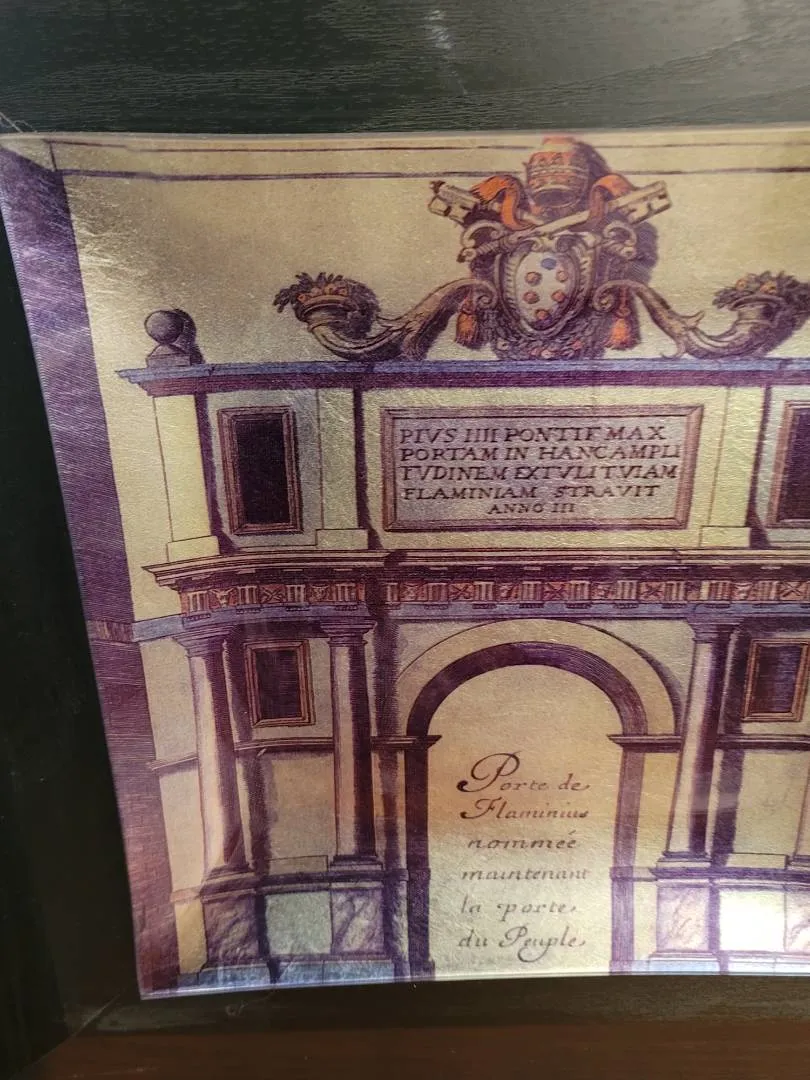 PIVS IIII PONTIF MAX
PORTAM IN HANC AMPLI
TVDINEM EXTVLIT VIAM
FLAMINIAM STRAVIT
ANNO III
Porte de
Flaminius
nommée
maintenant
la porte
du Peuple